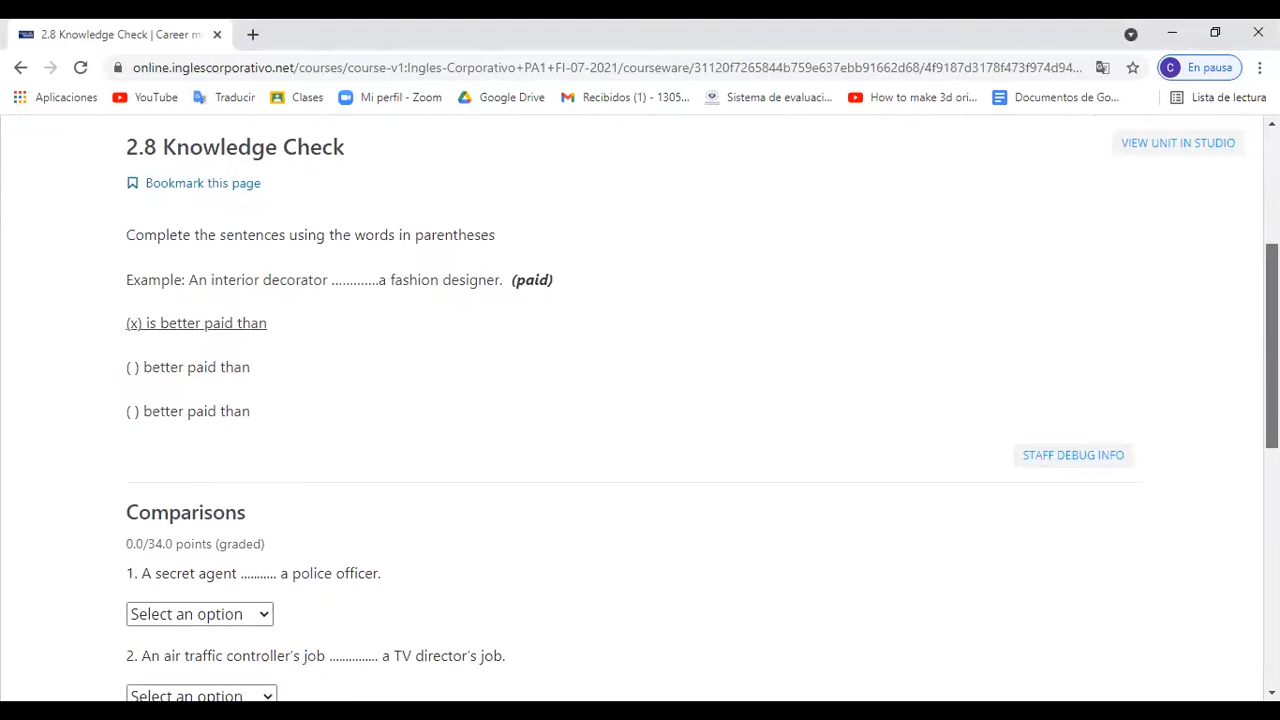 2.8 Knowledge Check | Career m
online.inglescorporativo.net/courses/course-v1:Ingles-Corporativo+PA1+FI-07-2021/courseware/31120f7265844b759e637ebb91662d68/4f9187d3178f473f974d94...
C En pausa
Aplicaciones YouTube Traducir Clases Mi perfil - Zoom Google Drive Recibidos (1) - 1305... Sistema de evaluaci... How to make 3d ori... Documentos de Go... Lista de lectura
2.8 Knowledge Check
VIEW UNIT IN STUDIO
Bookmark this page
Complete the sentences using the words in parentheses
Example: An interior decorator .............a fashion designer. (paid)
(x) is better paid than
( ) better paid than
( ) better paid than
STAFF DEBUG INFO
Comparisons
0.0/34.0 points (graded)
1. A secret agent ........... a police officer.
Select an option
2. An air traffic controller's job ............... a TV director's job.
Select an option